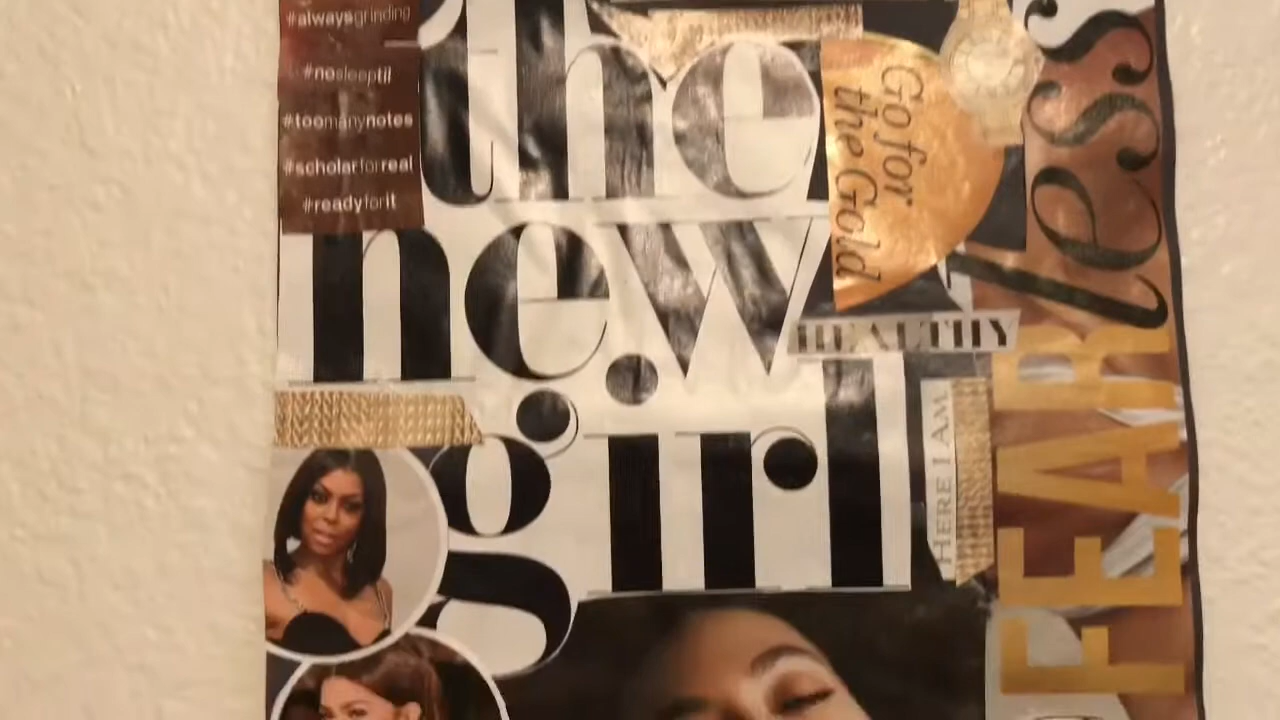 #alwaysgrinding
#nosleeptil
#toomanynotes
#scholarforreal
#readyforit
the
new
girl
Go for
the Gold
HEALTHY
HERE I AM.
FEARless